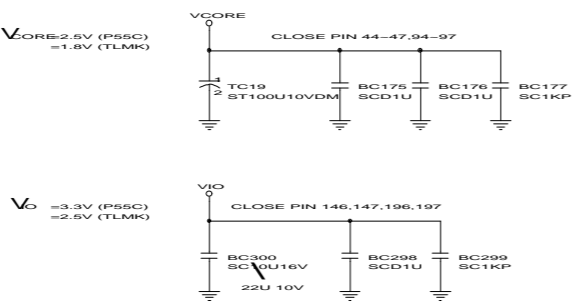 VCORE
VCORE=2.5V (P55C) CLOSE PIN 44-47,94-97
=1.8V (TLMK)
1
2
TC19 BC175 BC176 BC177
ST100U10VDM SCD1U SCD1U SC1KP
VIO
VIO =3.3V (P55C) CLOSE PIN 146,147,196,197
=2.5V (TLMK)
BC300 BC298 BC299
SC10U16V SCD1U SC1KP
22U 10V